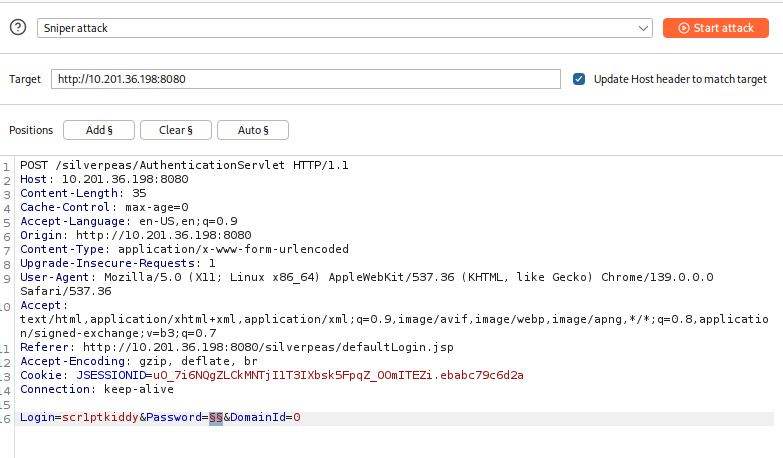 ? Sniper attack Start attack
Target http://10.201.36.198:8080 Update Host header to match target
Positions Add § Clear § Auto §
1 POST /silverpeas/AuthenticationServlet HTTP/1.1
2 Host: 10.201.36.198:8080
3 Content-Length: 35
4 Cache-Control: max-age=0
5 Accept-Language: en-US,en;q=0.9
6 Origin: http://10.201.36.198:8080
7 Content-Type: application/x-www-form-urlencoded
8 Upgrade-Insecure-Requests: 1
9 User-Agent: Mozilla/5.0 (X11; Linux x86_64) AppleWebKit/537.36 (KHTML, like Gecko) Chrome/139.0.0.0
Safari/537.36
10 Accept:
text/html,application/xhtml+xml,application/xml;q=0.9,image/avif,image/webp,image/apng,*/*;q=0.8,applicatio
n/signed-exchange;v=b3;q=0.7
11 Referer: http://10.201.36.198:8080/silverpeas/defaultLogin.jsp
12 Accept-Encoding: gzip, deflate, br
13 Cookie: JSESSIONID=uO_7i6NQgZLCkMNTjI1T3IXbsk5FpqZ_OOmITEZi.ebabc79c6d2a
14 Connection: keep-alive
15
16 Login=scr1ptkiddy&Password=§§&DomainId=0